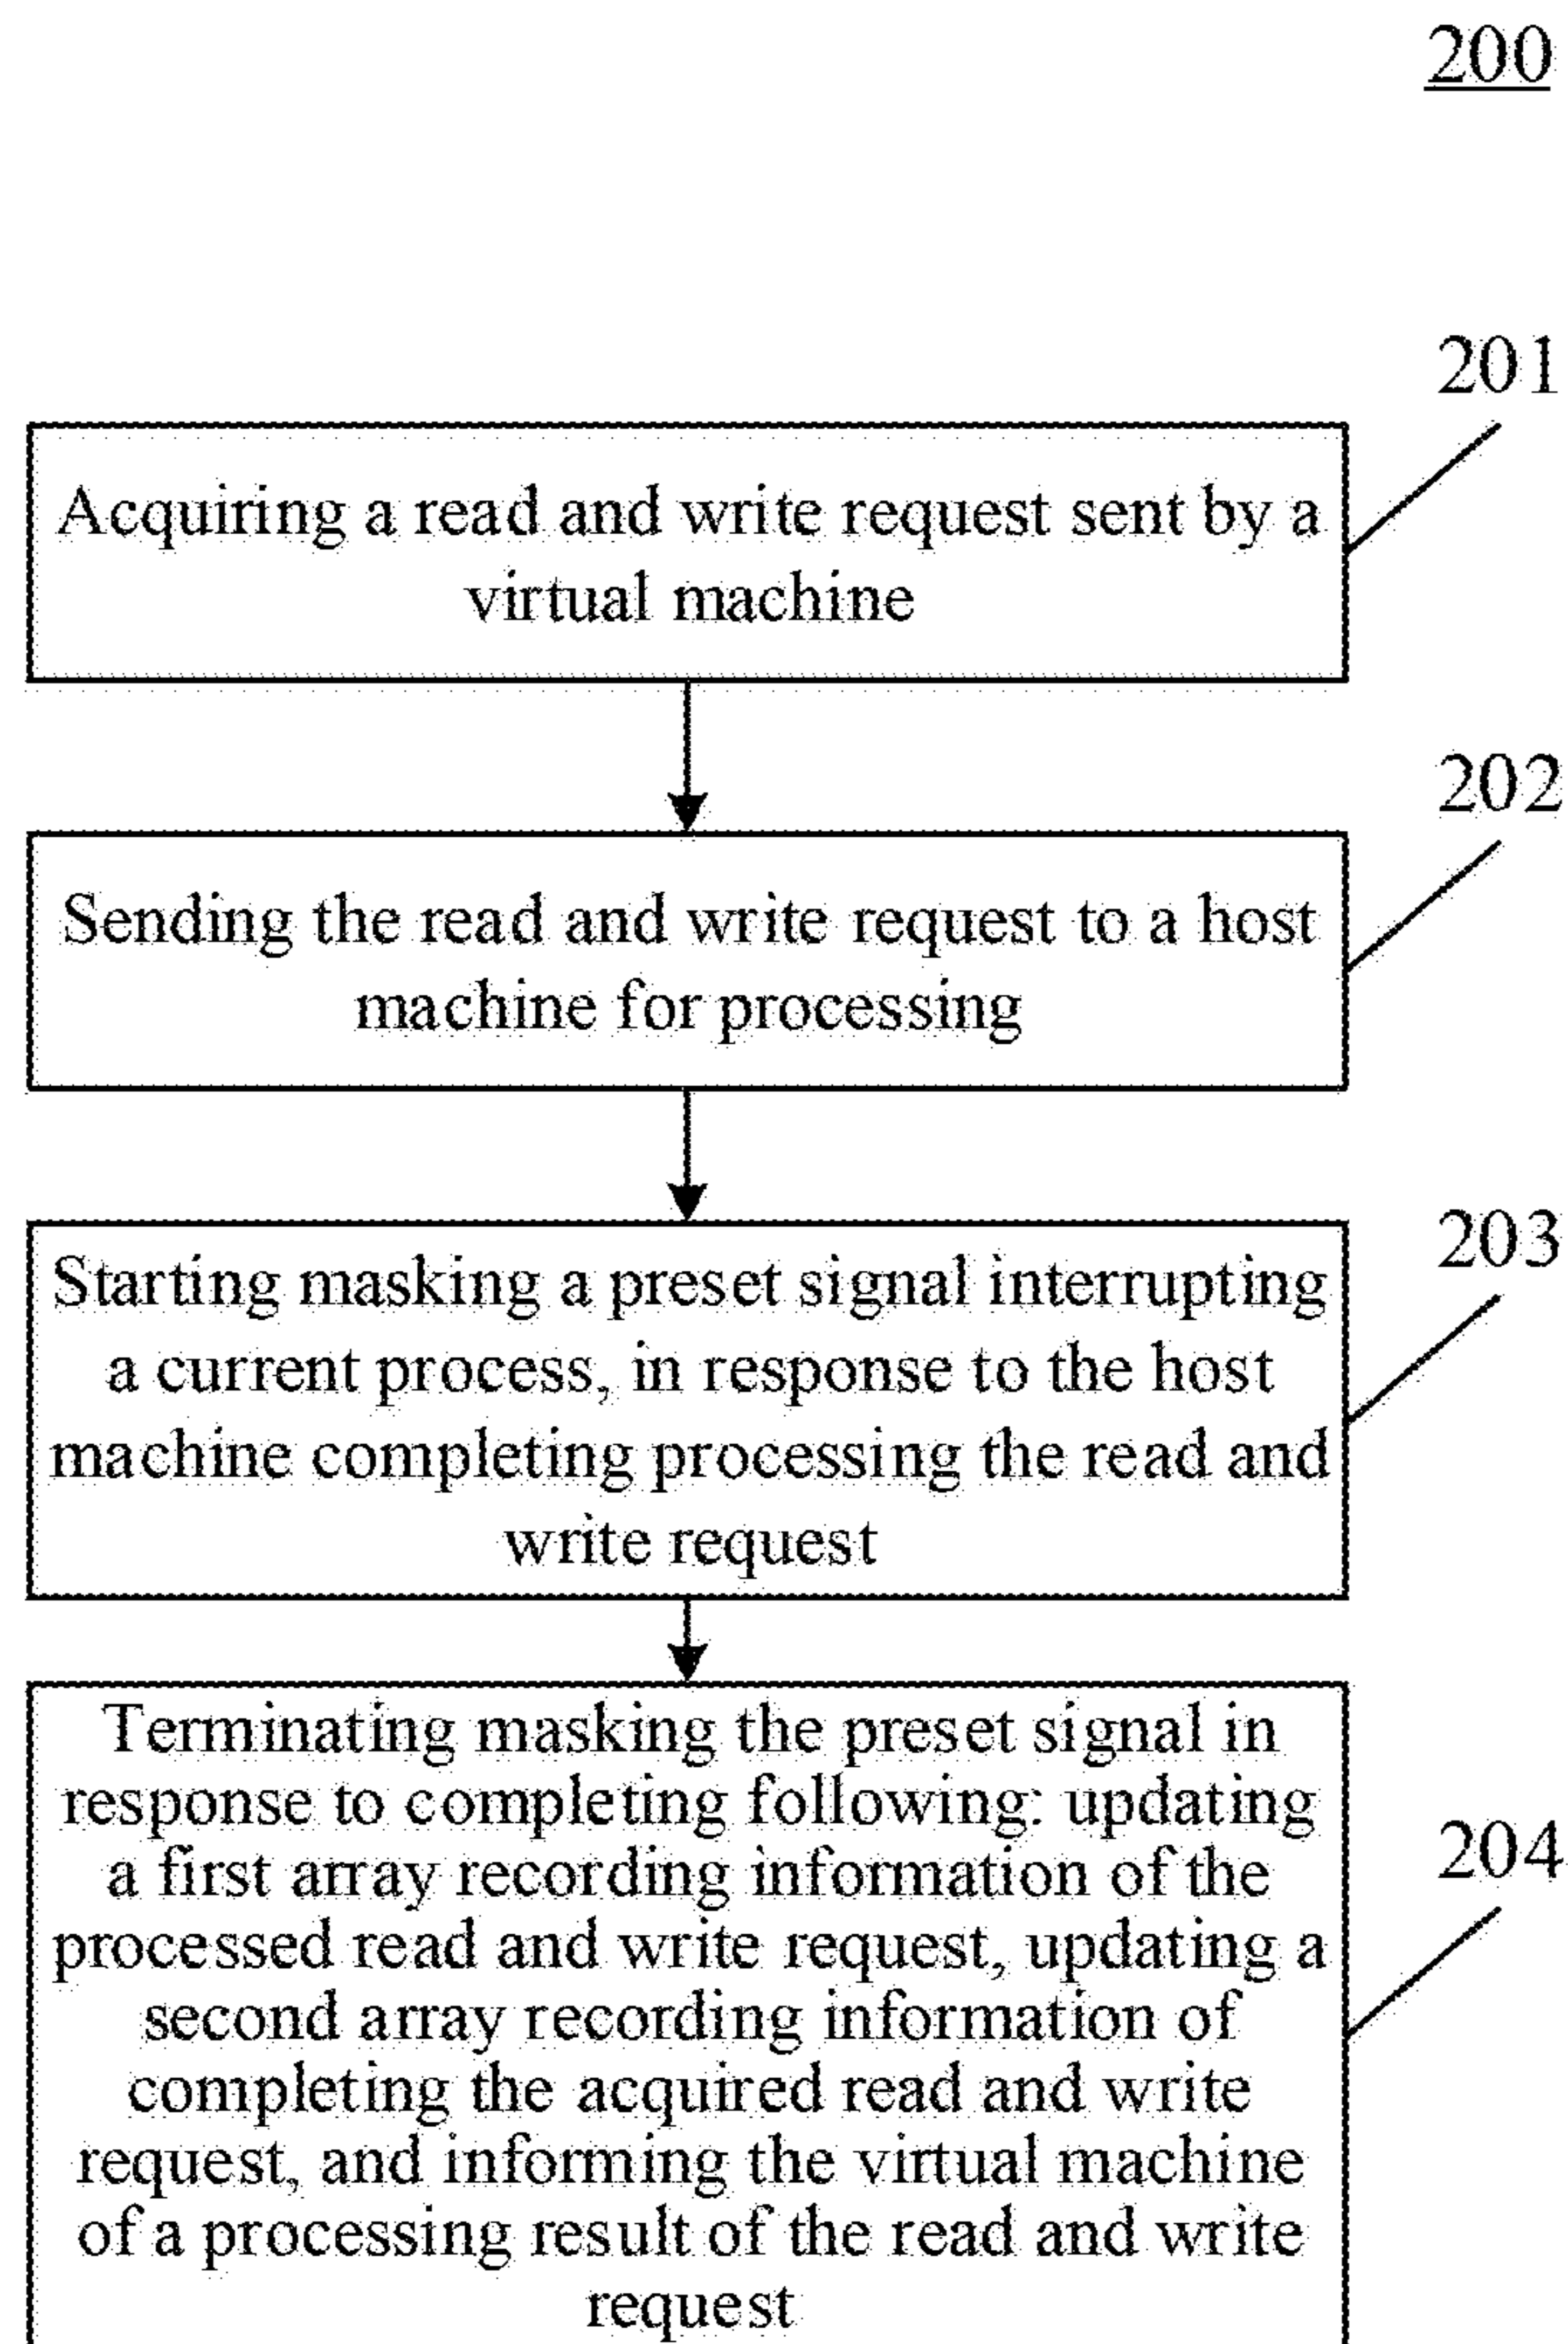 200
201
Acquiring a read and write request sent by a
virtual machine
202
Sending the read and write request to a host
machine for processing
203
Starting masking a preset signal interrupting
a current process, in response to the host
machine completing processing the read and
write request
204
Terminating masking the preset signal in
response to completing following: updating
a first array recording information of the
processed read and write request, updating a
second array recording information of
completing the acquired read and write
request, and informing the virtual machine
of a processing result of the read and write
request